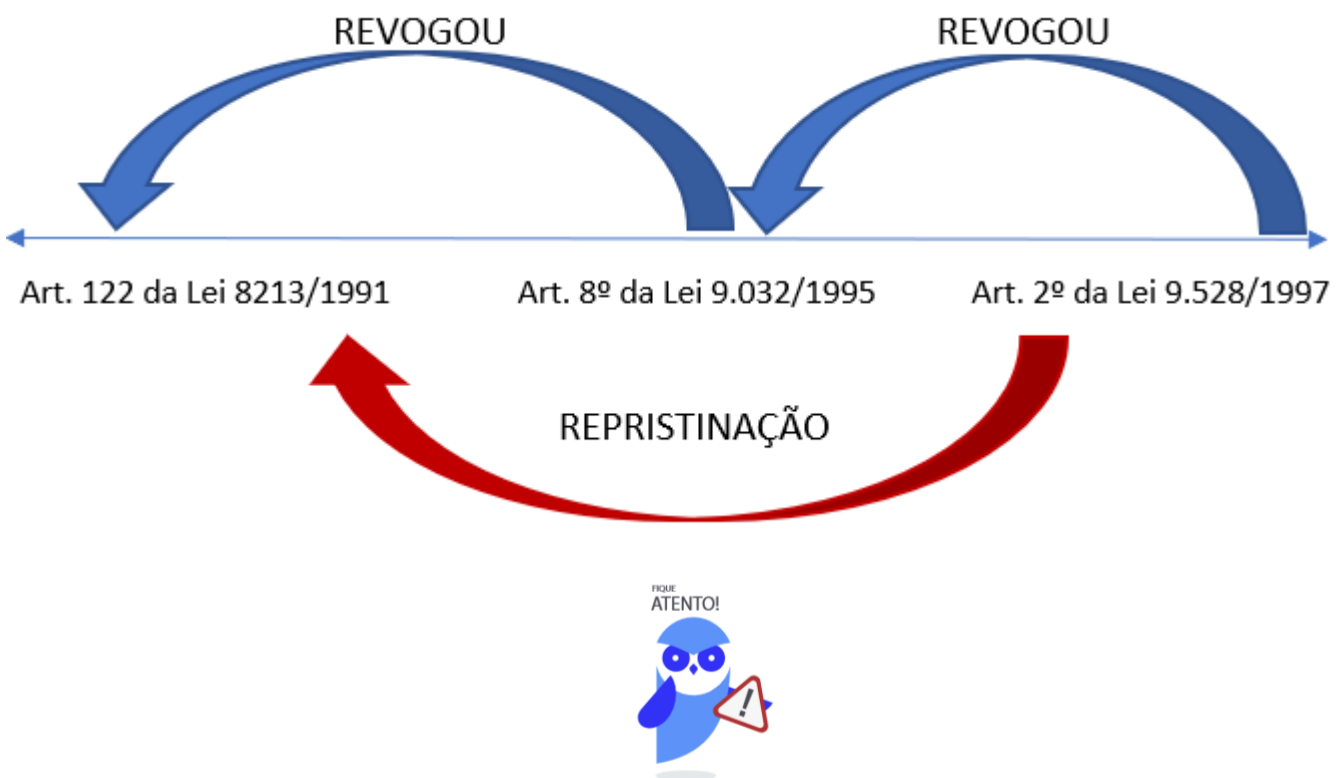 REVOGOU REVOGOU
Art. 122 da Lei 8213/1991 Art. 8º da Lei 9.032/1995 Art. 2º da Lei 9.528/1997
REPRISTINAÇÃO
FIQUE
ATENTO!
!